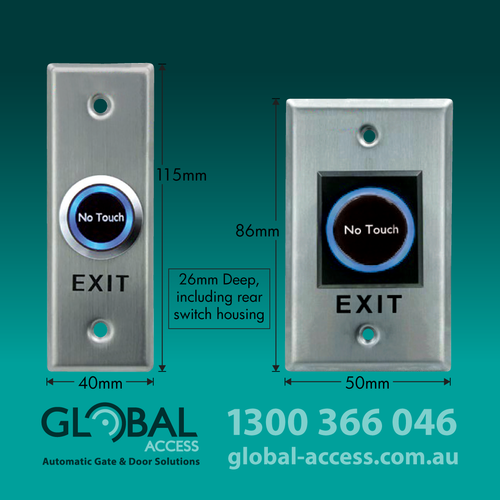 115mm
No Touch
EXIT
40mm
86mm
No Touch
EXIT
50mm
26mm Deep,
including rear
switch housing
GLOBAL
ACCESS
Automatic Gate & Door Solutions
1300 366 046
global-access.com.au